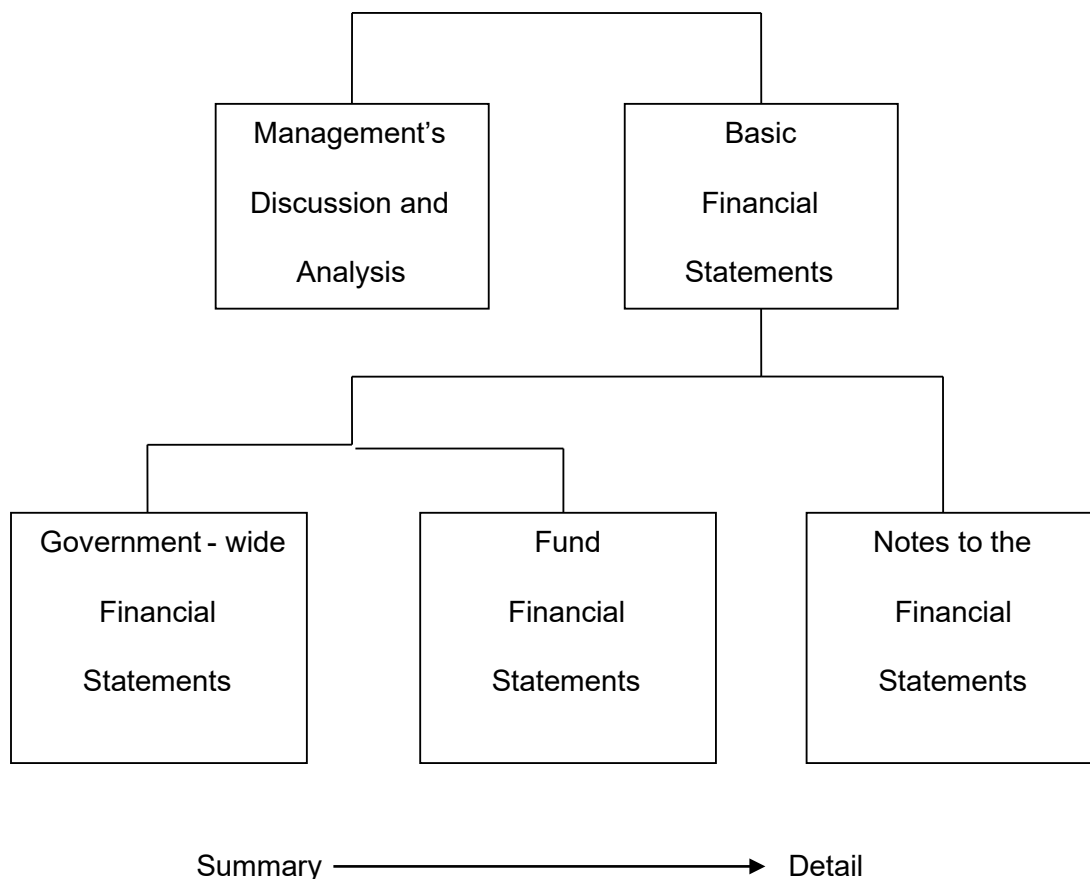 Management’s
Discussion and
Analysis
Basic
Financial
Statements
Government - wide
Financial
Statements
Fund
Financial
Statements
Notes to the
Financial
Statements
Summary
Detail